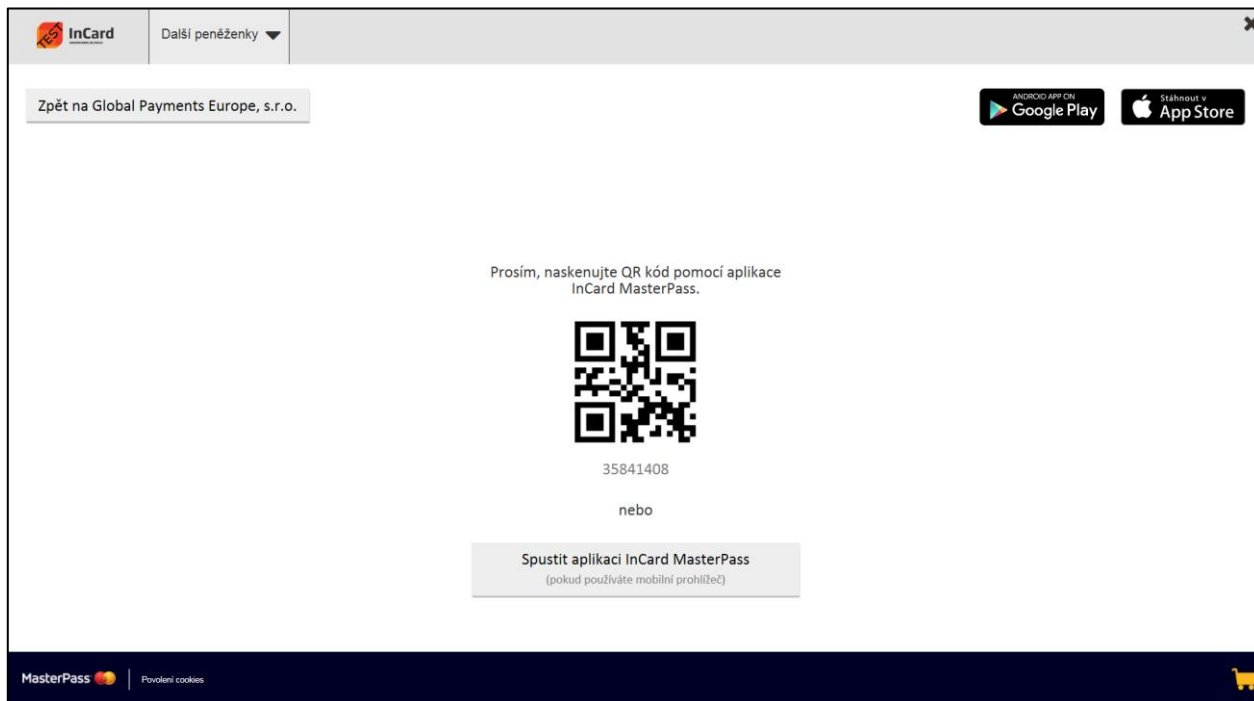 TEST
InCard
Další peněženky
Zpět na Global Payments Europe, s.r.o.
ANDROID APP ON
Google Play
Stáhnout v
App Store
Prosím, naskenujte QR kód pomocí aplikace
InCard MasterPass.
35841408
nebo
Spustit aplikaci InCard MasterPass
(pokud používáte mobilní prohlížeč)
MasterPass
Povolení cookies